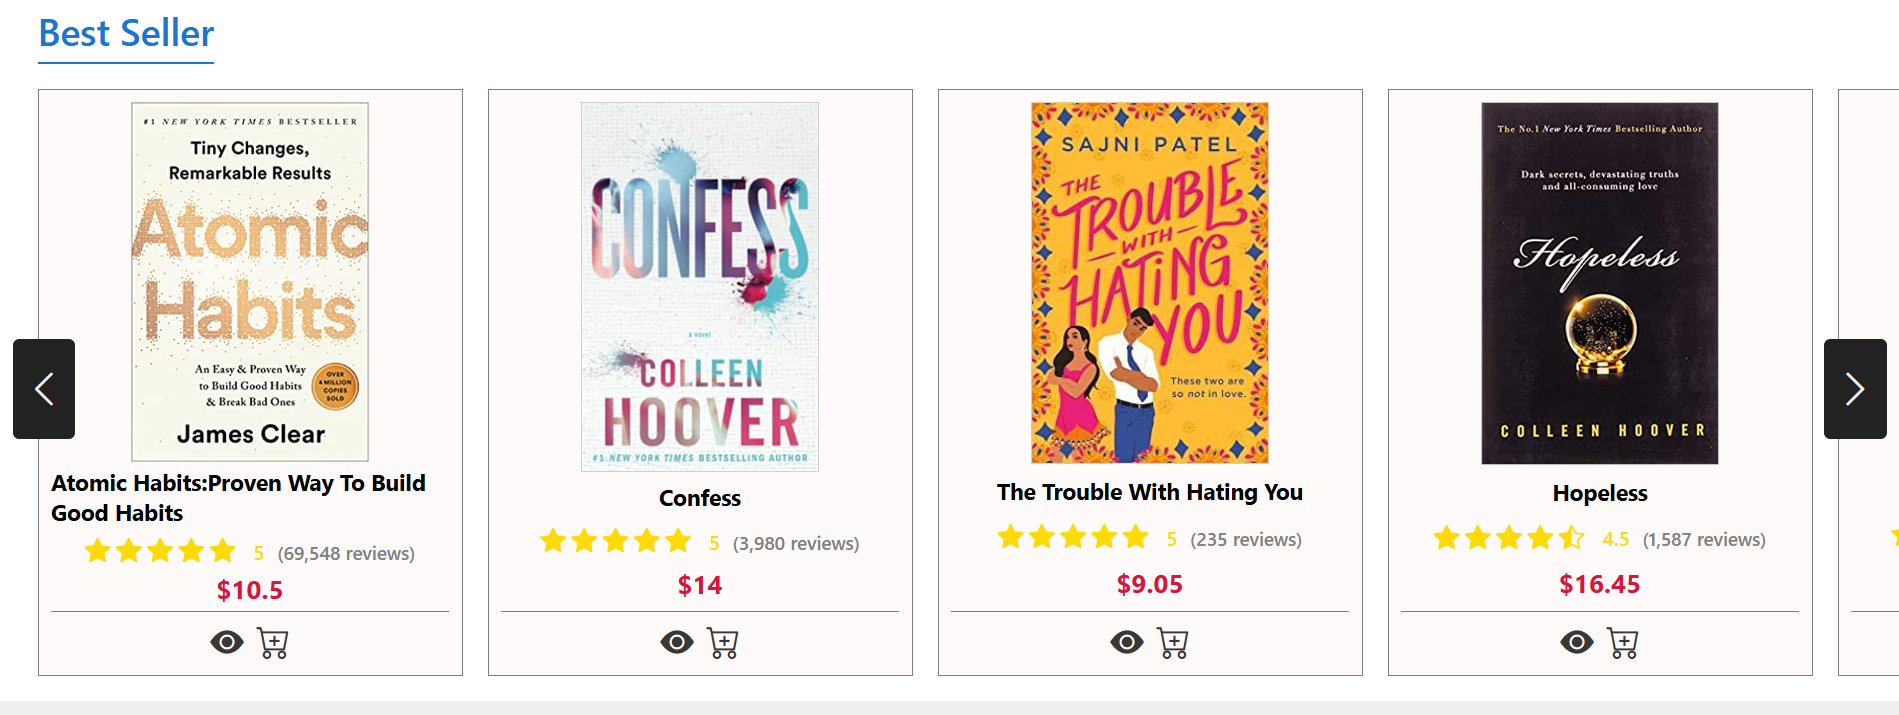 Best Seller
#1 NEW YORK TIMES BESTSELLER
Tiny Changes,
Remarkable Results
Atomic
Habits
An Easy & Proven Way
to Build Good Habits
& Break Bad Ones
OVER
4 MILLION
COPIES
SOLD
James Clear
Atomic Habits:Proven Way To Build
Good Habits
5 (69,548 reviews)
$10.5
CONFESS
a novel
COLLEEN
HOOVER
#1 NEW YORK TIMES BESTSELLING AUTHOR
Confess
5 (3,980 reviews)
$14
SAJNI PATEL
THE
TROUBLE
WITH
HATING
YOU
These two are
so not in love.
The Trouble With Hating You
5 (235 reviews)
$9.05
The No.1 New York Times Bestselling Author
Dark secrets, devastating truths
and all-consuming love
Hopeless
COLLEEN HOOVER
Hopeless
4.5 (1,587 reviews)
$16.45